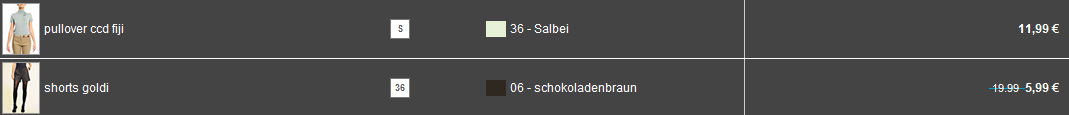 pullover ccd fiji S 36 - Salbei 11,99 €
shorts goldi 36 06 - schokoladenbraun 19.99 5,99 €